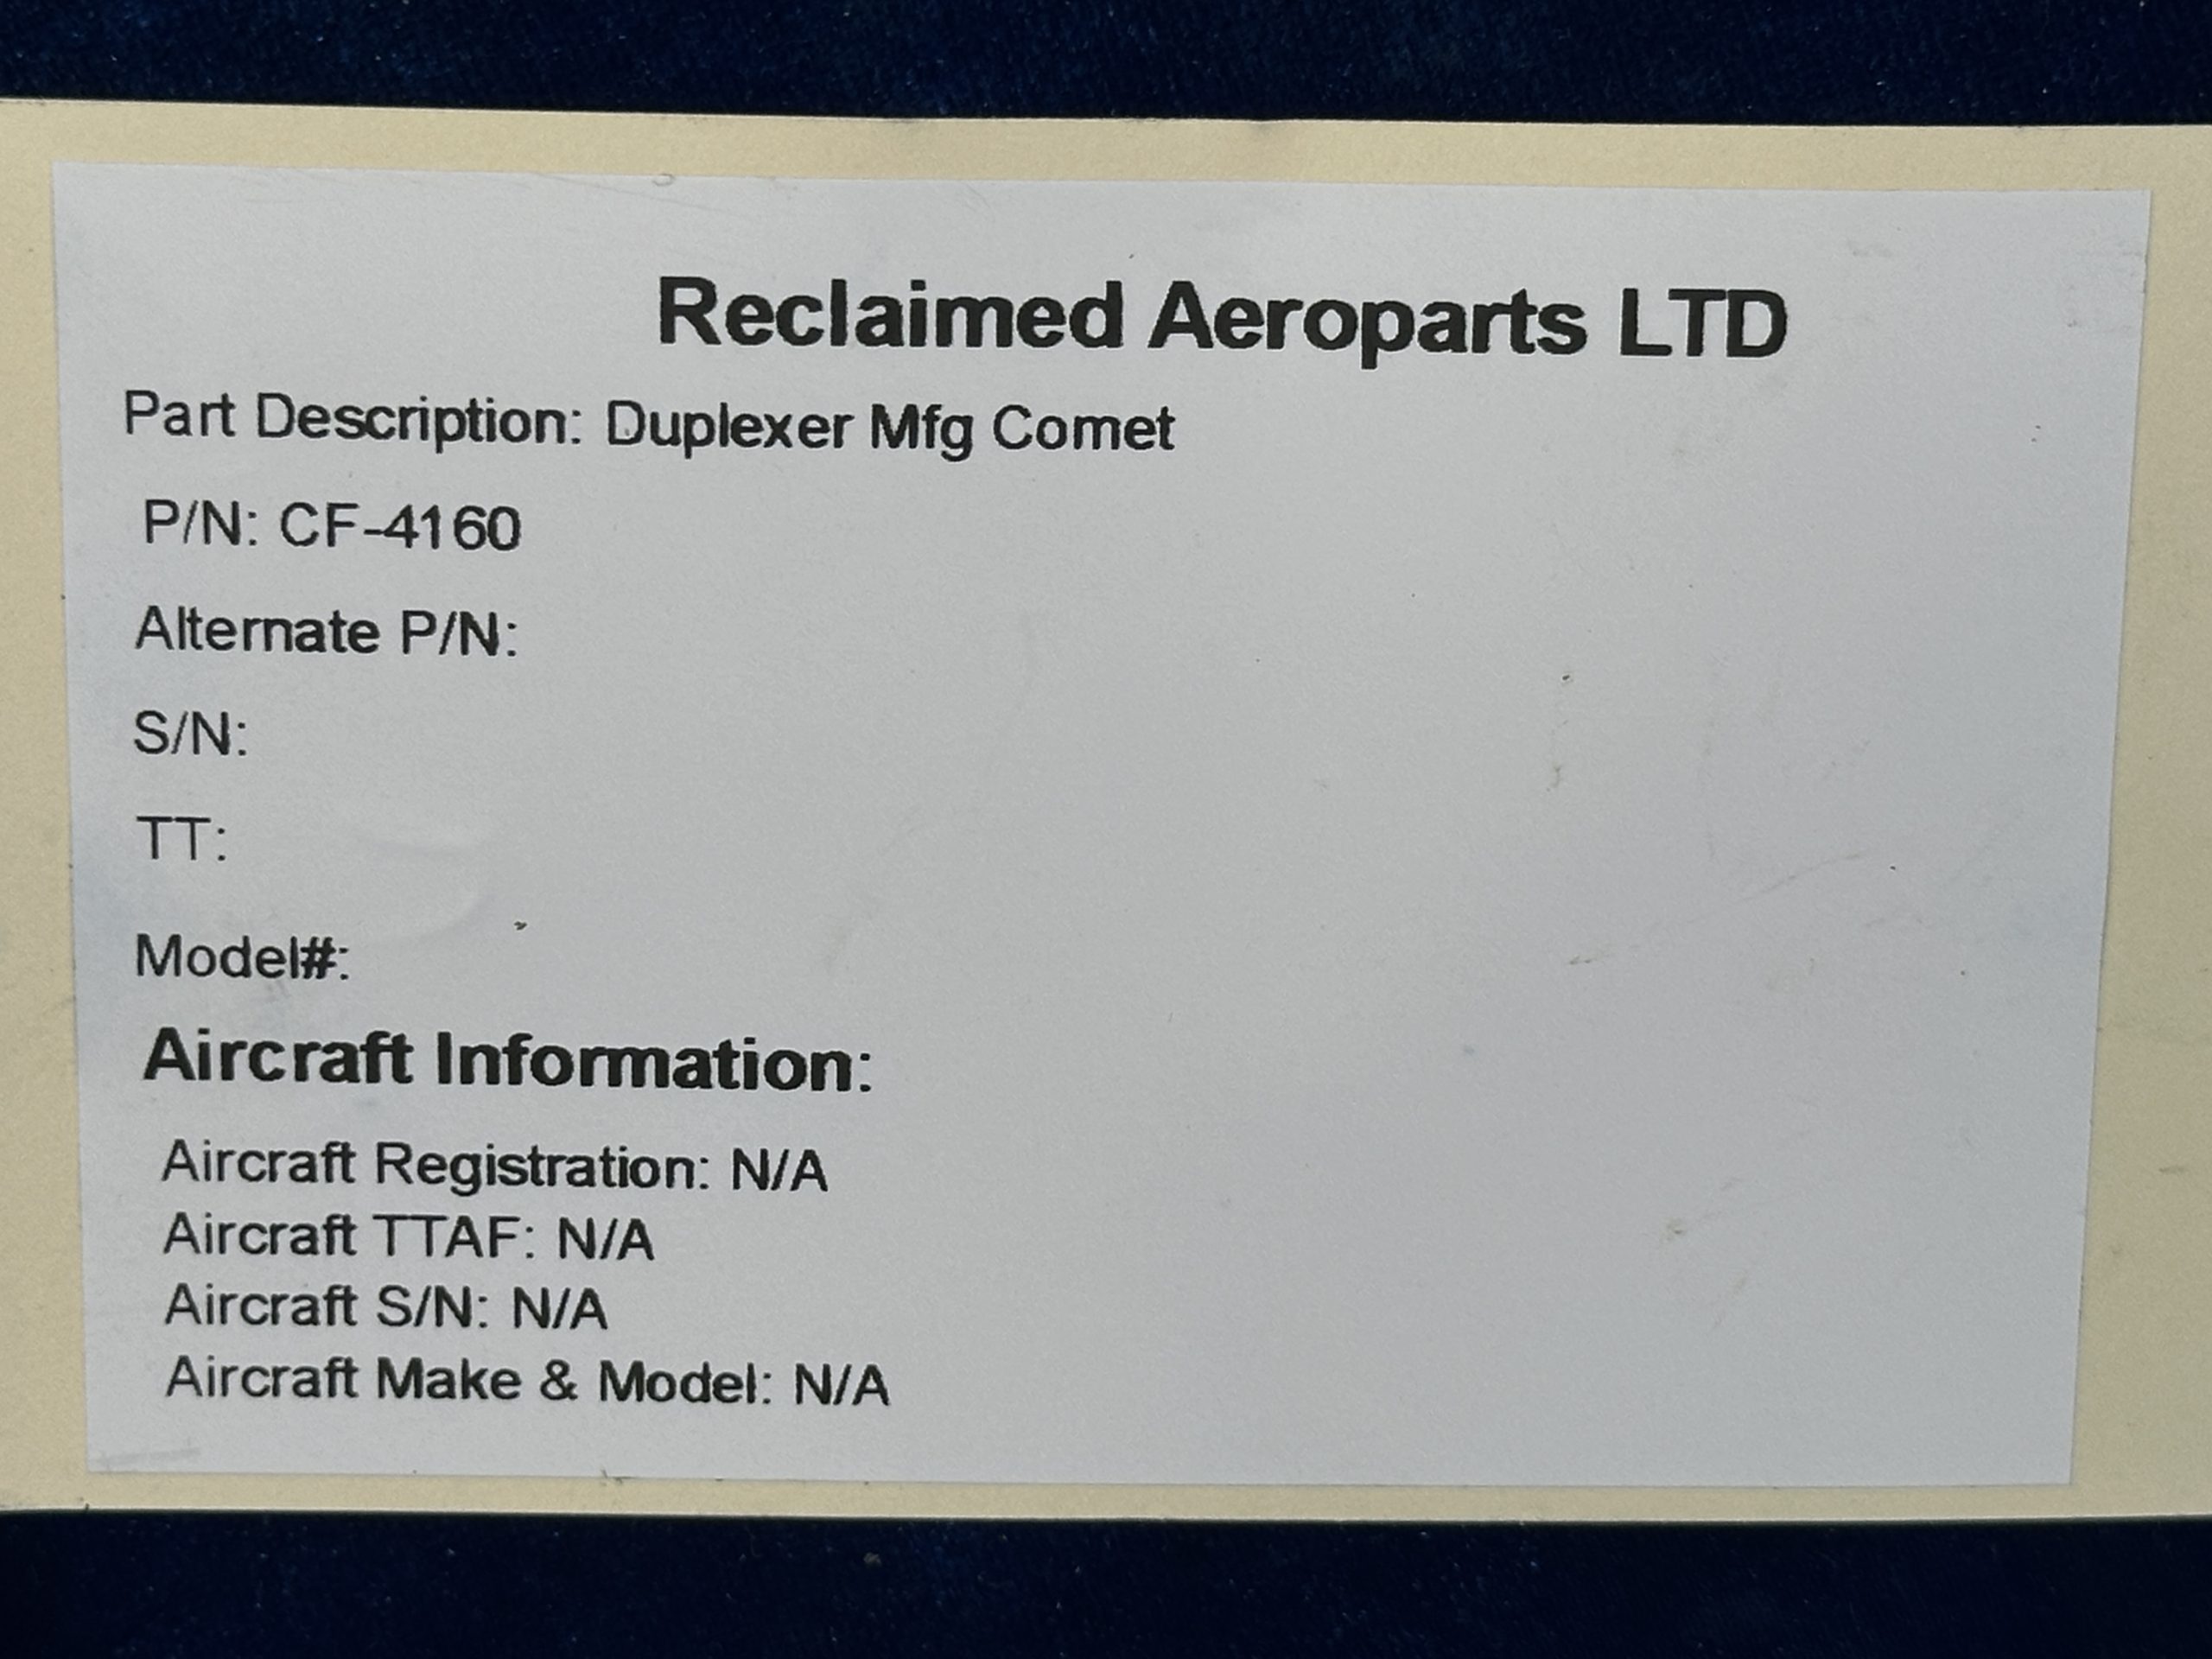 Reclaimed Aeroparts LTD
Part Description: Duplexer Mfg Comet
P/N: CF-4160
Alternate P/N:
S/N:
TT:
Model#:
Aircraft Information:
Aircraft Registration: N/A
Aircraft TTAF: N/A
Aircraft S/N: N/A
Aircraft Make & Model: N/A